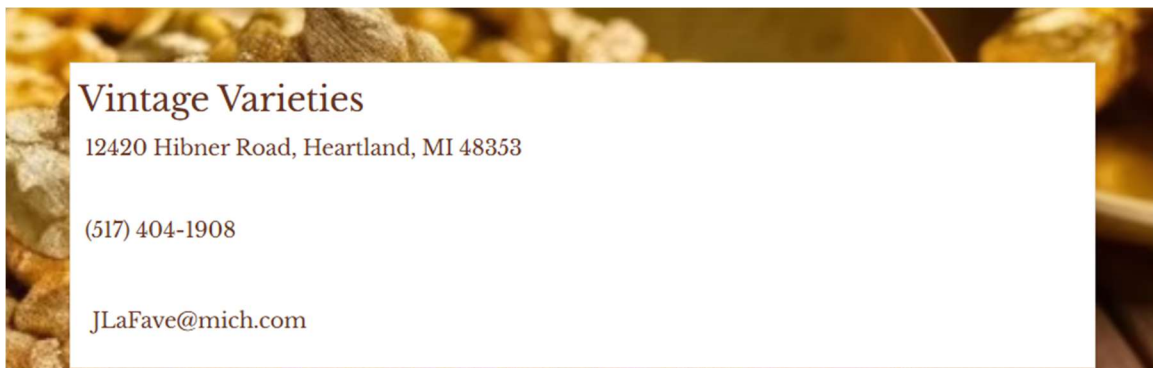 Vintage Varieties
12420 Hibner Road, Heartland, MI 48353
(517) 404-1908
JLaFave@mich.com